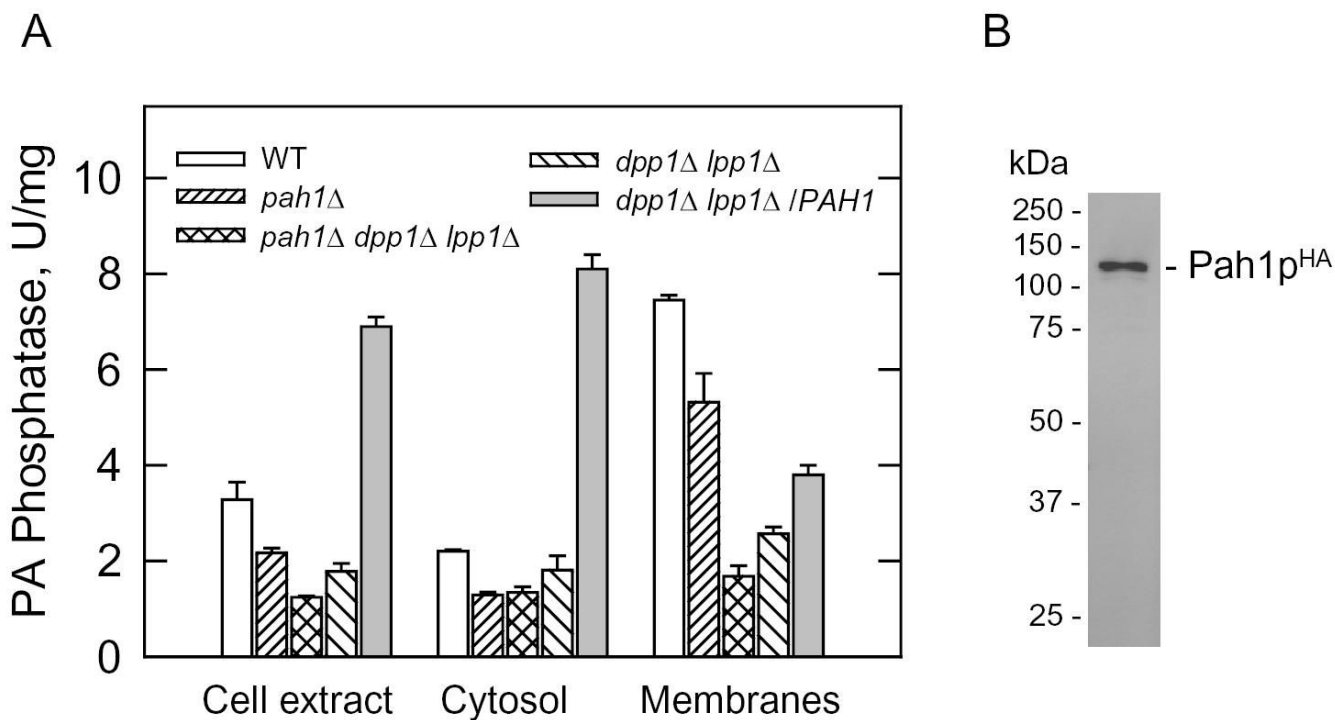 A
PA Phosphatase, U/mg
10
8
6
4
2
0
WT
pah1Δ
pah1Δ dpp1Δ lpp1Δ
dpp1Δ lpp1Δ
dpp1Δ lpp1Δ /PAH1
Cell extract Cytosol Membranes
B
kDa
250 -
150 -
100 -
75 -
50 -
37 -
25 -
- Pah1pᴴᴬ